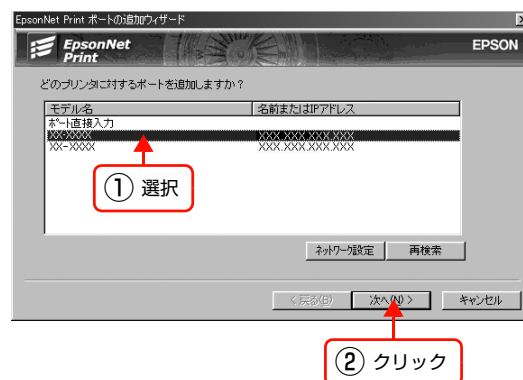 EpsonNet Print ポートの追加ウィザード
EpsonNet
Print
EPSON
どのプリンタに対するポートを追加しますか？
モデル名 名前またはIPアドレス
ポート直接入力
XX-XXXX XXX.XXX.XXX.XXX
XX-XXXX XXX.XXX.XXX.XXX
① 選択
ネットワーク設定 再検索
< 戻る(B) 次へ(N) > キャンセル
② クリック